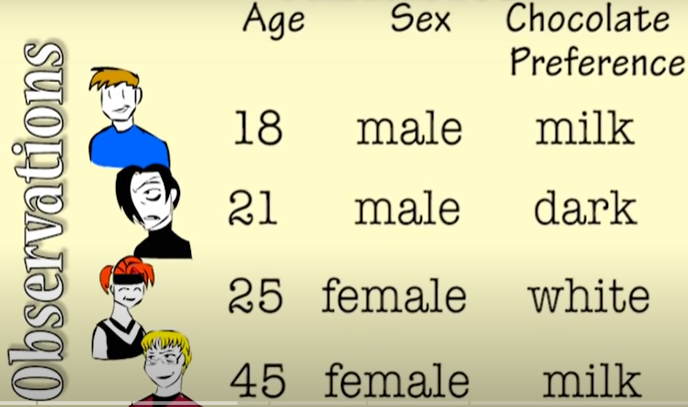 Observations
Age Sex Chocolate
Preference
18 male milk
21 male dark
25 female white
45 female milk